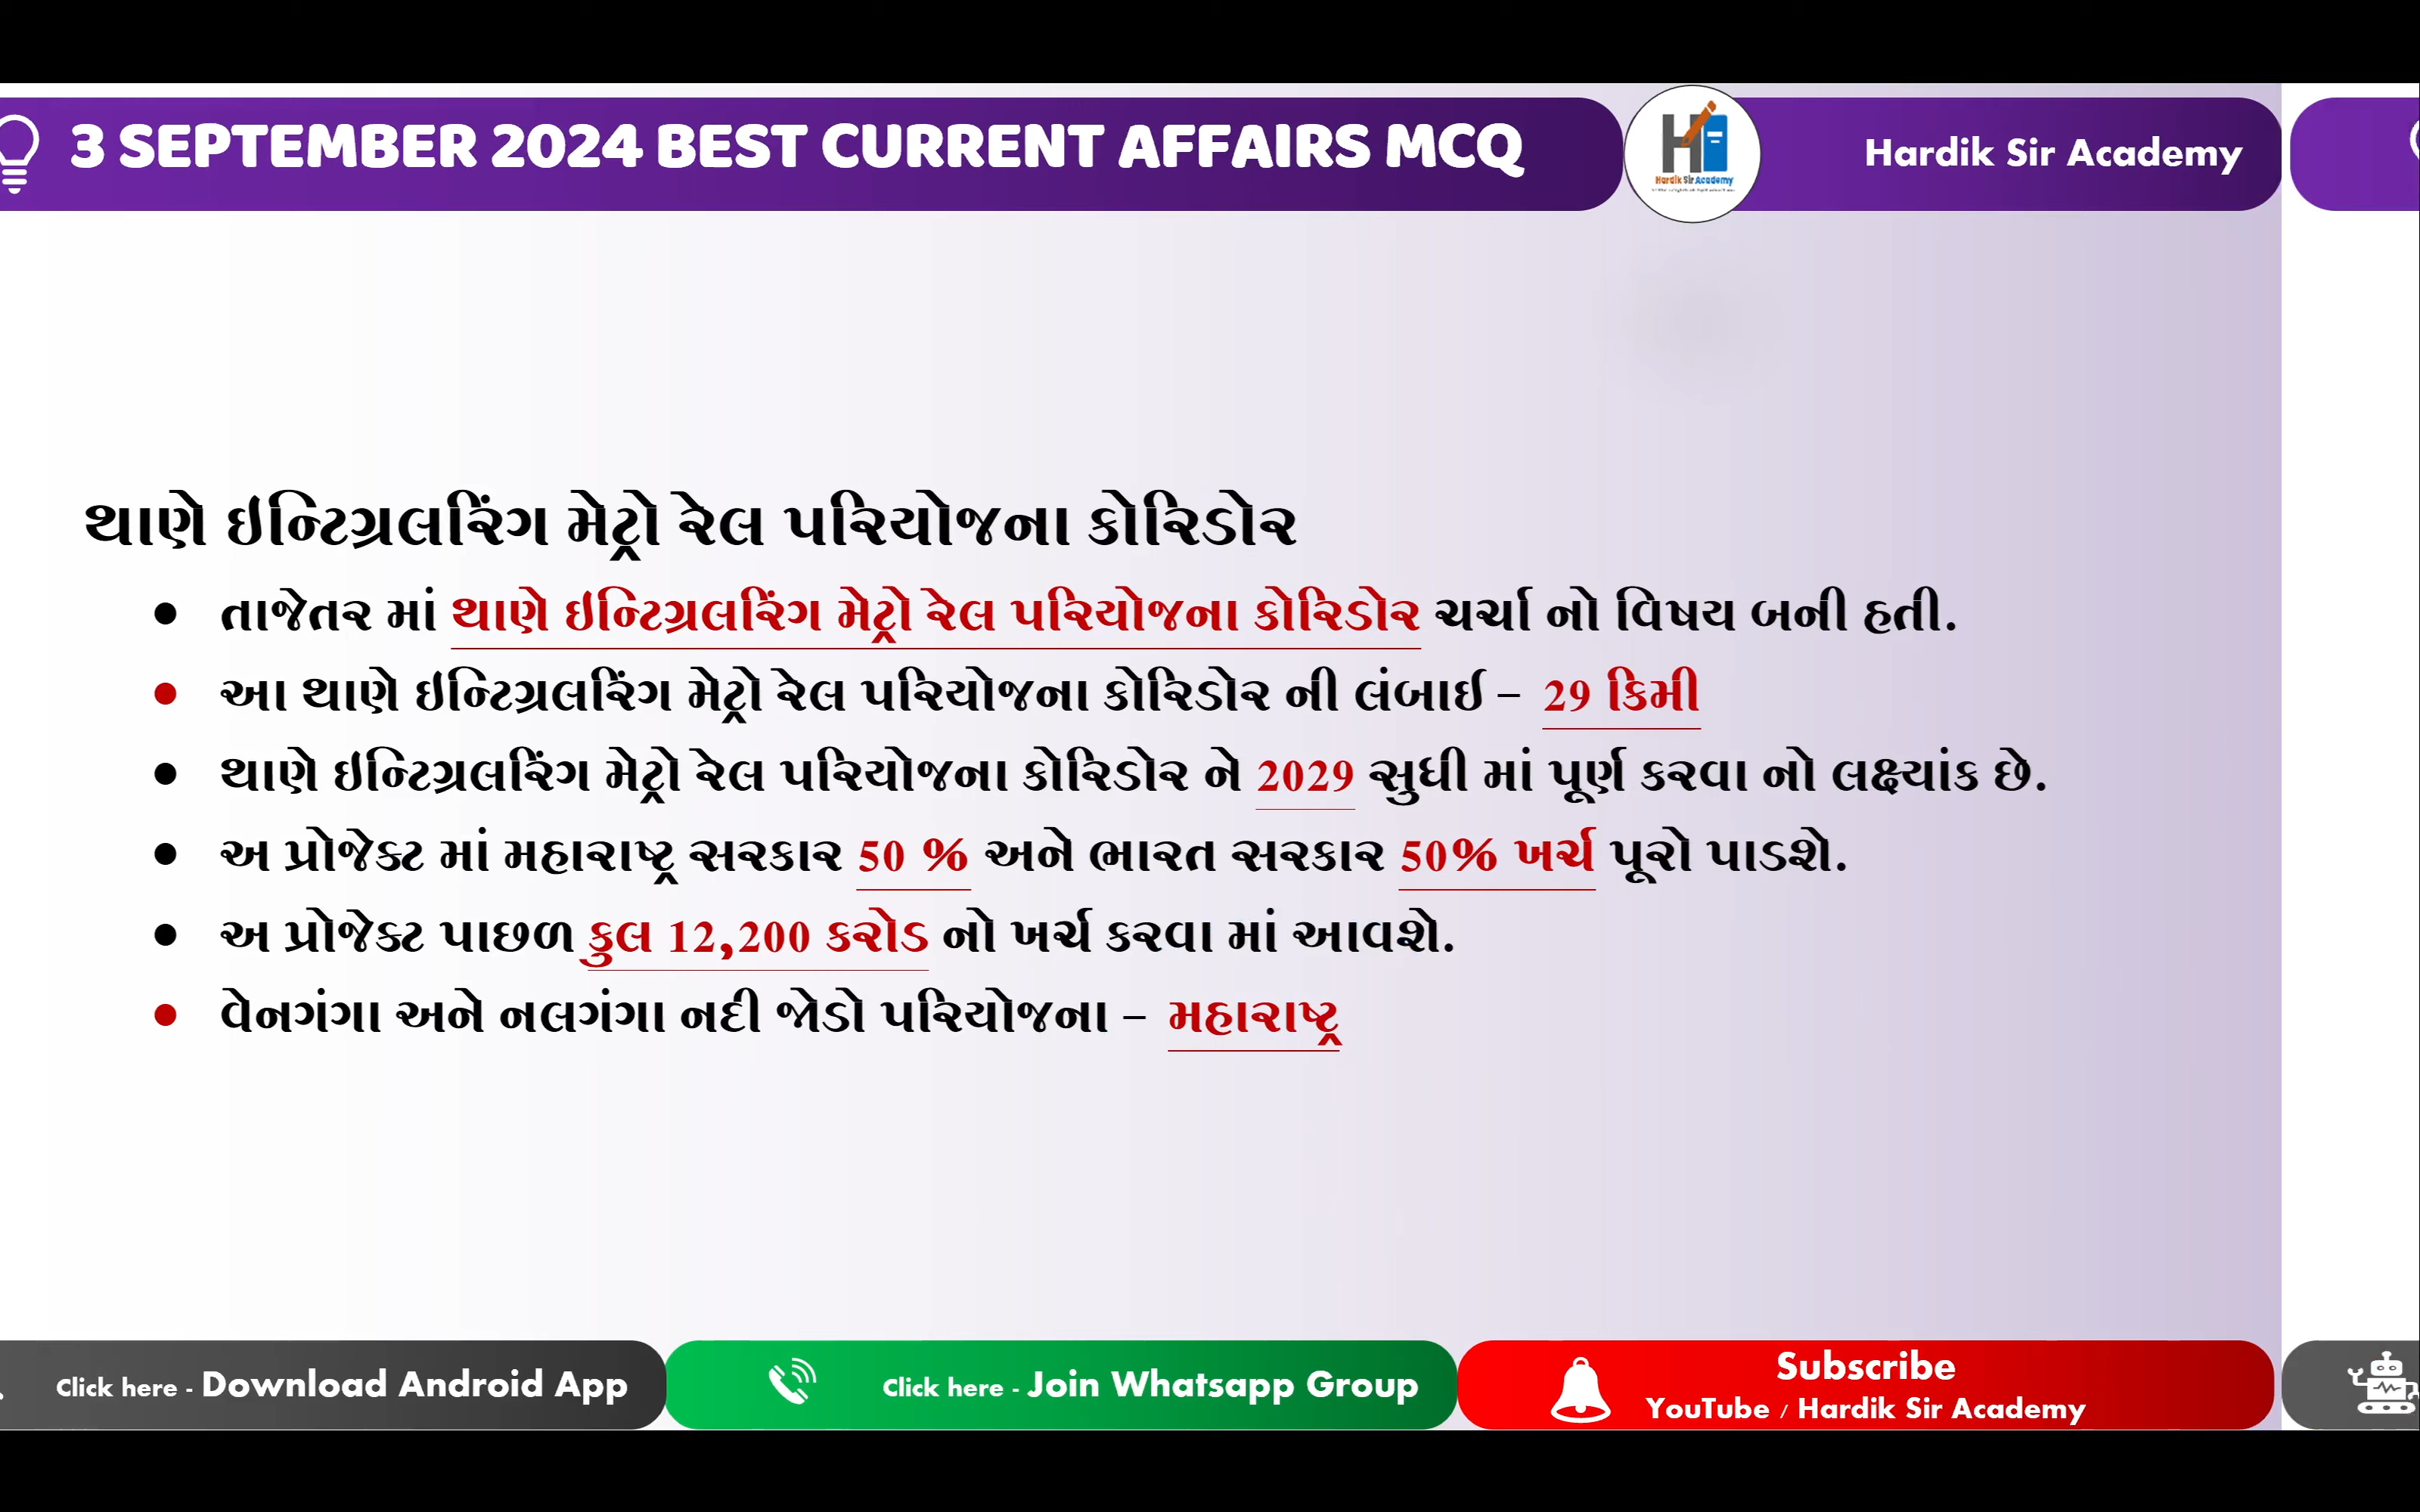 3 SEPTEMBER 2024 BEST CURRENT AFFAIRS MCQ
Hardik Sir Academy
Hardik Sir Academy
થાણે ઇન્ટિગ્રલરિંગ મેટ્રો રેલ પરિયોજના કોરિડોર
• તાજેતર માં થાણે ઇન્ટિગ્રલરિંગ મેટ્રો રેલ પરિયોજના કોરિડોર ચર્ચા નો વિષય બની હતી.
• આ થાણે ઇન્ટિગ્રલરિંગ મેટ્રો રેલ પરિયોજના કોરિડોર ની લંબાઈ – 29 કિમી
• થાણે ઇન્ટિગ્રલરિંગ મેટ્રો રેલ પરિયોજના કોરિડોર ને 2029 સુધી માં પૂર્ણ કરવા નો લક્ષ્યાંક છે.
• અ પ્રોજેક્ટ માં મહારાષ્ટ્ર સરકાર 50 % અને ભારત સરકાર 50% ખર્ચ પૂરો પાડશે.
• અ પ્રોજેક્ટ પાછળ કુલ 12,200 કરોડ નો ખર્ચ કરવા માં આવશે.
• વેનગંગા અને નલગંગા નદી જોડો પરિયોજના – મહારાષ્ટ્ર
Click here - Download Android App
Click here - Join Whatsapp Group
Subscribe
YouTube / Hardik Sir Academy